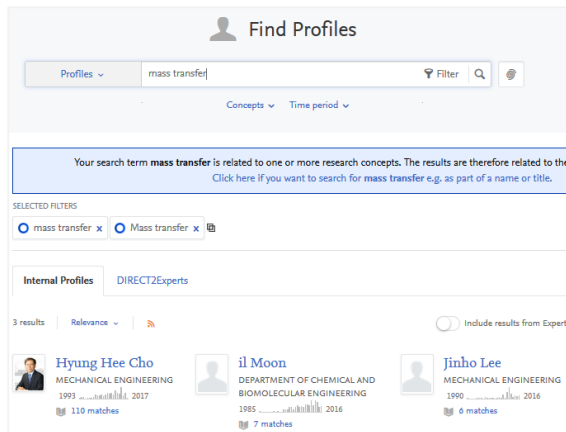 Find Profiles
Profiles
mass transfer
Filter
Concepts Time period
Your search term mass transfer is related to one or more research concepts. The results are therefore related to the
Click here if you want to search for mass transfer e.g. as part of a name or title.
SELECTED FILTERS
mass transfer x Mass transfer x
Internal Profiles DIRECT2Experts
3 results Relevance Include results from Expert
Hyung Hee Cho
MECHANICAL ENGINEERING
1993 2017
110 matches
il Moon
DEPARTMENT OF CHEMICAL AND
BIOMOLECULAR ENGINEERING
1985 2016
7 matches
Jinho Lee
MECHANICAL ENGINEERING
1990 2016
6 matches